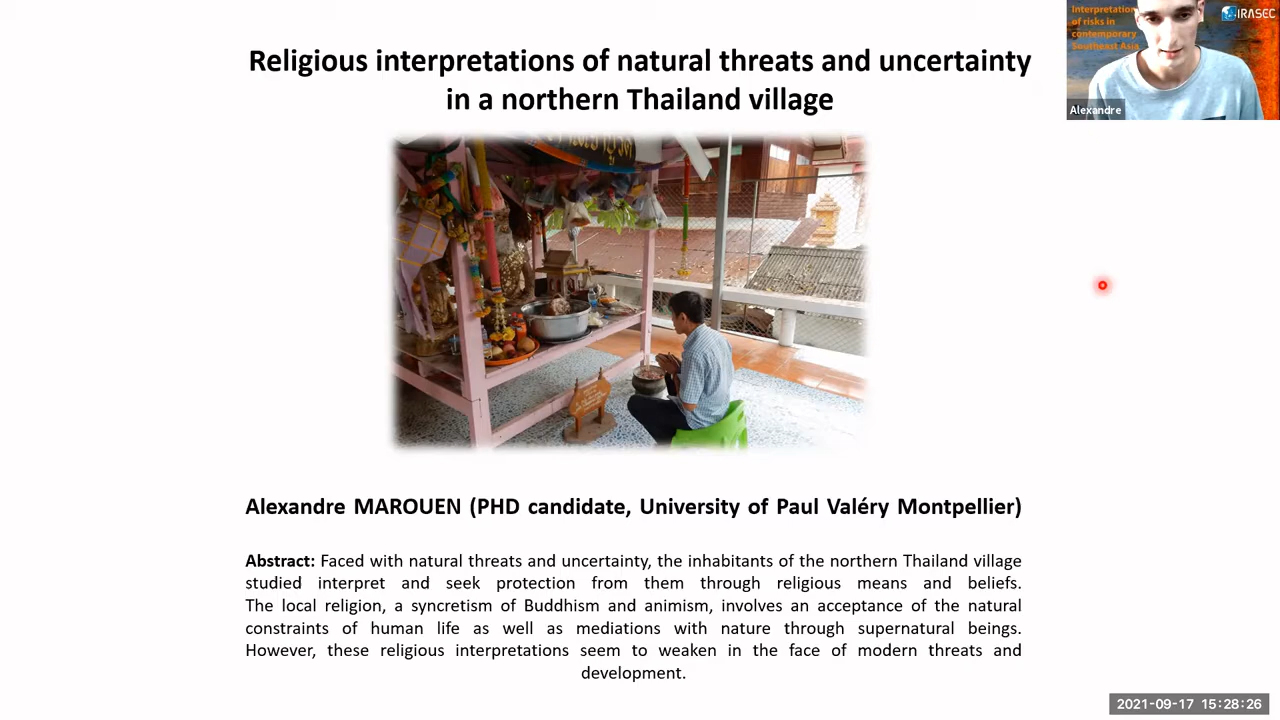 Religious interpretations of natural threats and uncertainty
in a northern Thailand village
Interpretation
of risks in
contemporary
Southeast Asia
IRASEC
Alexandre
Alexandre MAROUEN (PHD candidate, University of Paul Valéry Montpellier)
Abstract: Faced with natural threats and uncertainty, the inhabitants of the northern Thailand village
studied interpret and seek protection from them through religious means and beliefs.
The local religion, a syncretism of Buddhism and animism, involves an acceptance of the natural
constraints of human life as well as mediations with nature through supernatural beings.
However, these religious interpretations seem to weaken in the face of modern threats and
development.
2021-09-17 15:28:26